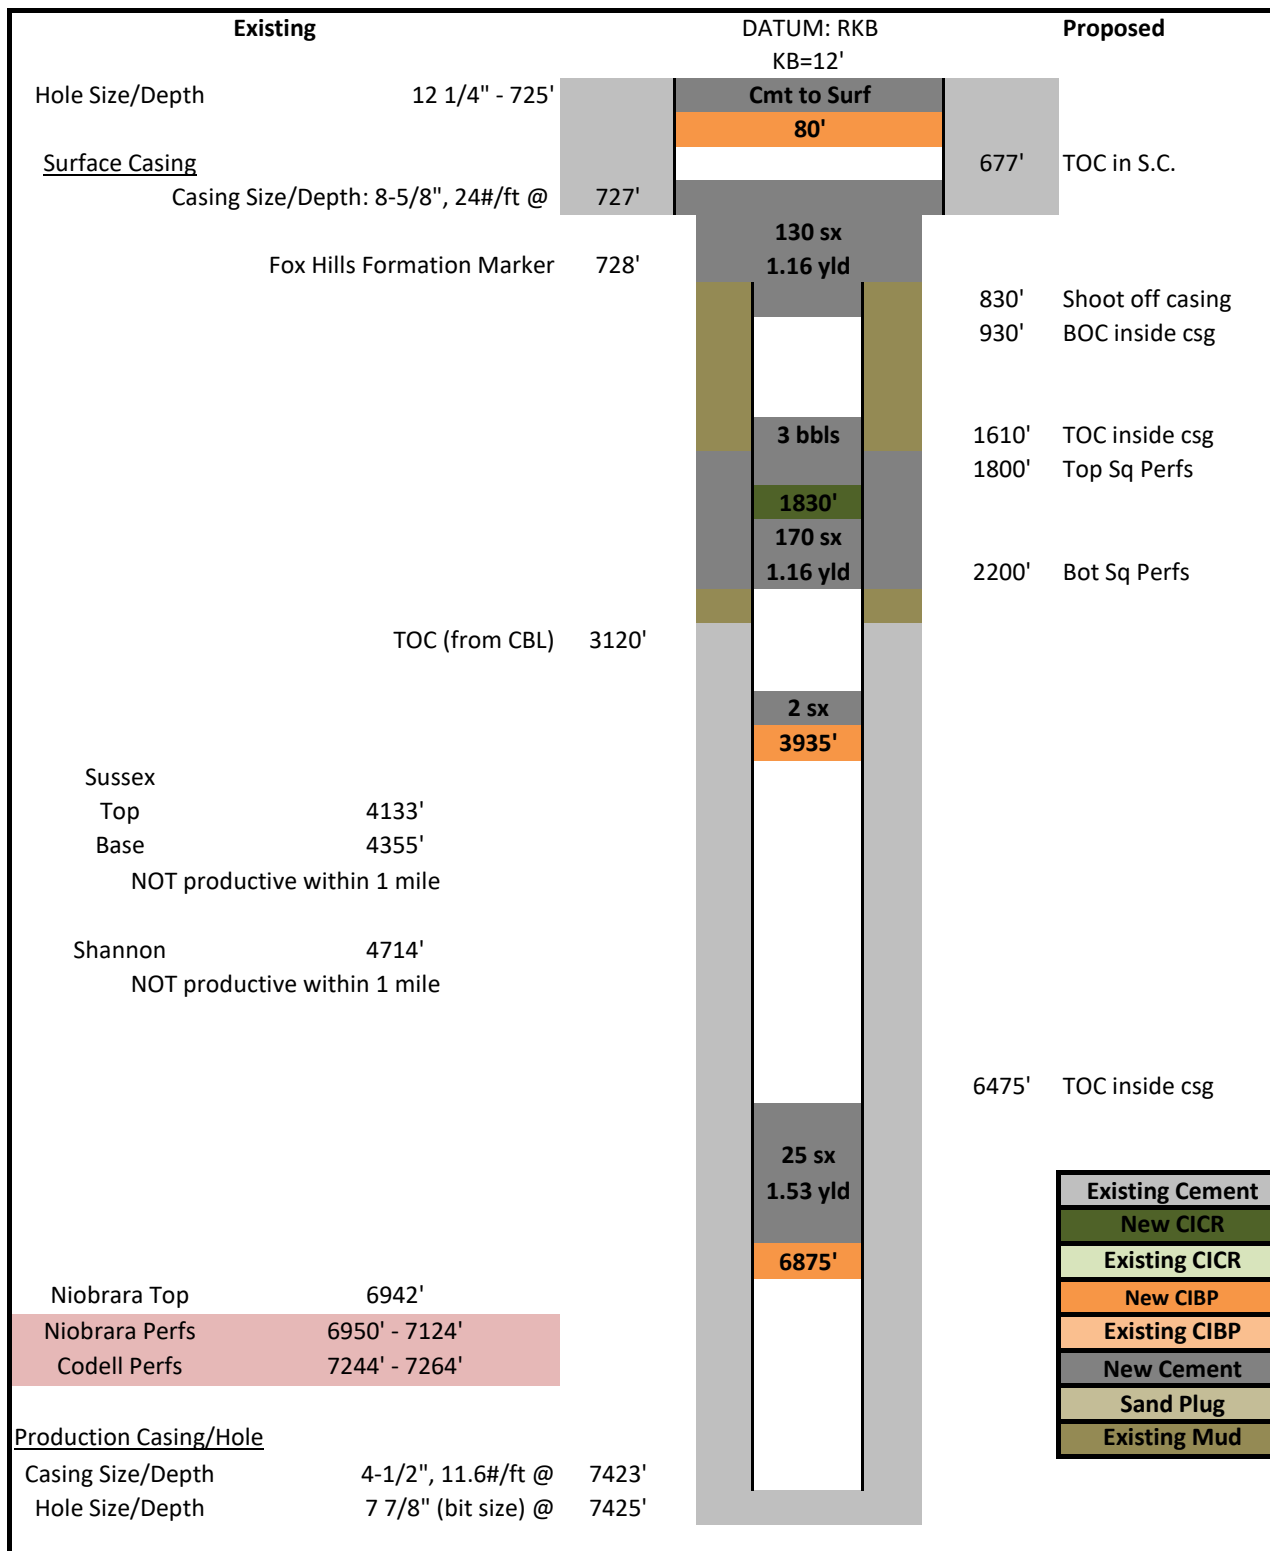 Existing DATUM: RKB Proposed
KB=12'
Hole Size/Depth 12 1/4" - 725' Cmt to Surf
80'
Surface Casing 677' TOC in S.C.
Casing Size/Depth: 8-5/8", 24#/ft @ 727'
130 sx
Fox Hills Formation Marker 728' 1.16 yld
830' Shoot off casing
930' BOC inside csg
3 bbls 1610' TOC inside csg
1800' Top Sq Perfs
1830'
170 sx
1.16 yld 2200' Bot Sq Perfs
TOC (from CBL) 3120'
2 sx
3935'
Sussex
Top 4133'
Base 4355'
NOT productive within 1 mile
Shannon 4714'
NOT productive within 1 mile
6475' TOC inside csg
25 sx
1.53 yld Existing Cement
New CICR
6875' Existing CICR
Niobrara Top 6942' New CIBP
Niobrara Perfs 6950' - 7124' Existing CIBP
Codell Perfs 7244' - 7264' New Cement
Sand Plug
Production Casing/Hole Existing Mud
Casing Size/Depth 4-1/2", 11.6#/ft @ 7423'
Hole Size/Depth 7 7/8" (bit size) @ 7425'